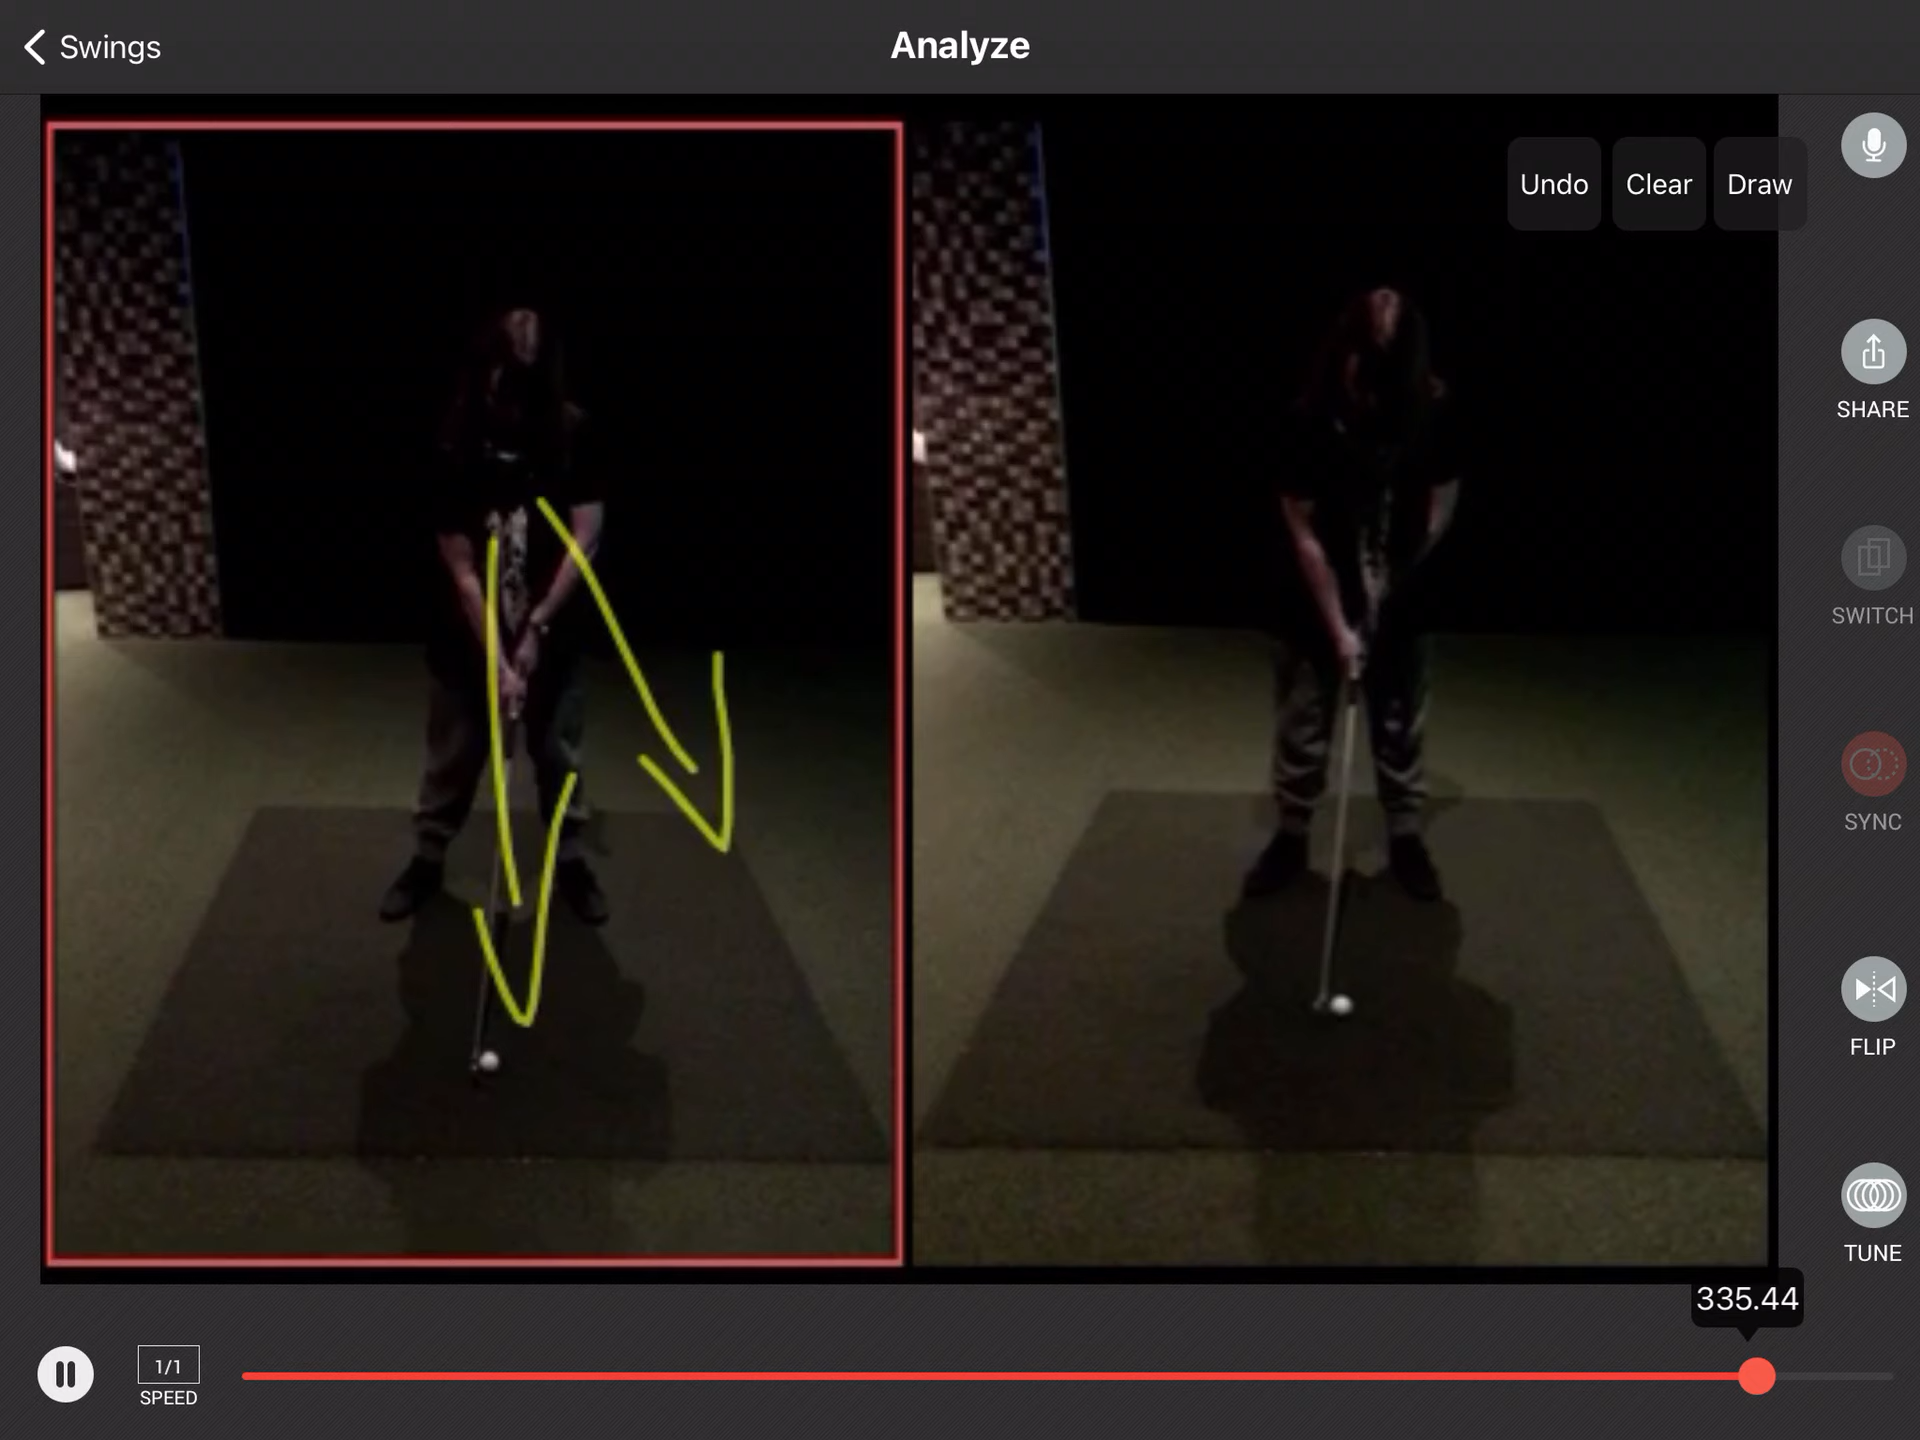 Swings
Analyze
Undo
Clear
Draw
SHARE
SWITCH
SYNC
FLIP
TUNE
335.44
1/1
SPEED